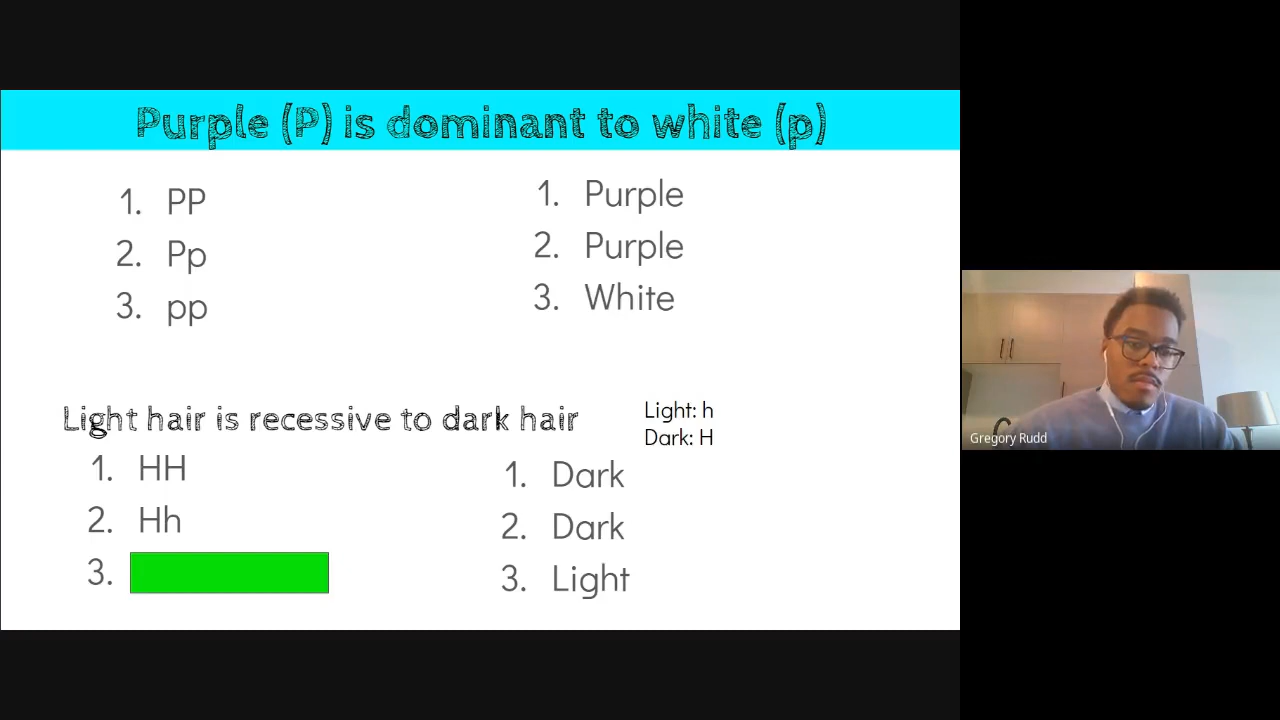 Purple (P) is dominant to white (p)
1. PP
2. Pp
3. pp
1. Purple
2. Purple
3. White
Light hair is recessive to dark hair
Light: h
Dark: H
1. HH
2. Hh
3.
1. Dark
2. Dark
3. Light
Gregory Rudd